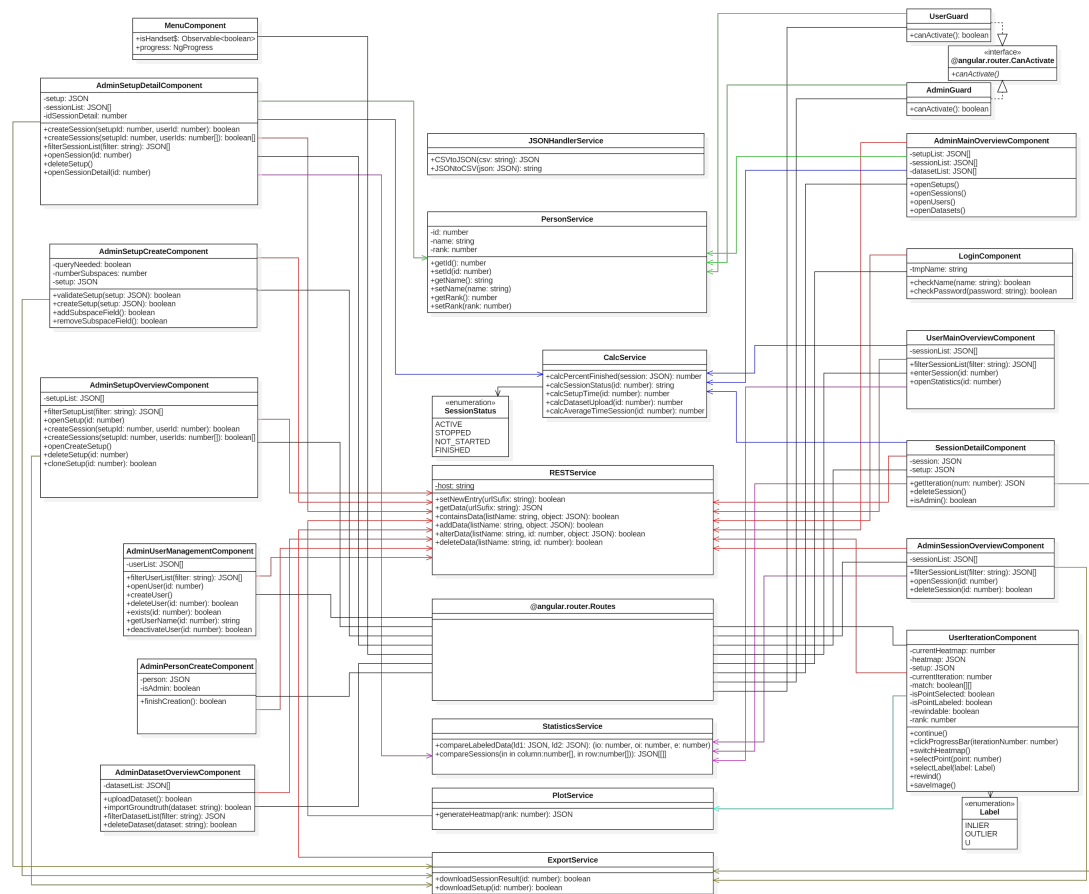 MenuComponent
+isHandset$: Observable<boolean>
+progress: NgProgress
AdminSetupDetailComponent
-setup: JSON
-sessionList: JSON[]
-idSessionDetail: number
+createSession(setupId: number, userId: number): boolean
+createSessions(setupId: number, userIds: number[]): boolean[]
+filterSessionList(filter: string): JSON[]
+openSession(id: number)
+deleteSetup()
+openSessionDetail(id: number)
AdminSetupCreateComponent
-queryNeeded: boolean
-numberSubspaces: number
-setup: JSON
+validateSetup(setup: JSON): boolean
+createSetup(setup: JSON): boolean
+addSubspaceField(): boolean
+removeSubspaceField(): boolean
AdminSetupOverviewComponent
-setupList: JSON[]
+filterSetupList(filter: string): JSON[]
+openSetup(id: number)
+createSession(setupId: number, userId: number): boolean
+createSessions(setupId: number, userIds: number[]): boolean[]
+openCreateSetup()
+deleteSetup(id: number)
+cloneSetup(id: number): boolean
AdminUserManagementComponent
-userList: JSON[]
+filterUserList(filter: string): JSON[]
+openUser(id: number)
+createUser()
+deleteUser(id: number): boolean
+exists(id: number): boolean
+getUserName(id: number): string
+deactivateUser(id: number): boolean
AdminPersonCreateComponent
-person: JSON
-isAdmin: boolean
+finishCreation(): boolean
AdminDatasetOverviewComponent
-datasetList: JSON[]
+uploadDataset(): boolean
+importGroundtruth(dataset: string): boolean
+filterDatasetList(filter: string): JSON
+deleteDataset(dataset: string): boolean
JSONHandlerService
+CSVtoJSON(csv: string): JSON
+JSONtoCSV(json: JSON): string
PersonService
-id: number
-name: string
-rank: number
+getId(): number
+setId(id: number)
+getName(): string
+setName(name: string)
+getRank(): number
+setRank(rank: number)
CalcService
+calcPercentFinished(session: JSON): number
+calcSessionStatus(id: number): string
+calcSetupTime(id: number): number
+calcDatasetUpload(id: number): number
+calcAverageTimeSession(id: number): number
«enumeration»
SessionStatus
ACTIVE
STOPPED
NOT_STARTED
FINISHED
RESTService
-host: string
+setNewEntry(urlSufix: string): boolean
+getData(urlSufix: string): JSON
+containsData(listName: string, object: JSON): boolean
+addData(listName: string, object: JSON): boolean
+alterData(listName: string, id: number, object: JSON): boolean
+deleteData(listName: string, id: number): boolean
@angular.router.Routes
StatisticsService
+compareLabeledData(ld1: JSON, ld2: JSON): (io: number, oi: number, e: number)
+compareSessions(in in column:number[], in row:number[])): JSON[[]]
PlotService
+generateHeatmap(rank: number): JSON
ExportService
+downloadSessionResult(id: number): boolean
+downloadSetup(id: number): boolean
UserGuard
+canActivate(): boolean
«interface»
@angular.router.CanActivate
+canActivate()
AdminGuard
+canActivate(): boolean
AdminMainOverviewComponent
-setupList: JSON[]
-sessionList: JSON[]
-datasetList: JSON[]
+openSetups()
+openSessions()
+openUsers()
+openDatasets()
LoginComponent
-tmpName: string
+checkName(name: string): boolean
+checkPassword(password: string): boolean
UserMainOverviewComponent
-sessionList: JSON[]
+filterSessionList(filter: string): JSON[]
+enterSession(id: number)
+openStatistics(id: number)
SessionDetailComponent
-session: JSON
-setup: JSON
+getIteration(num: number): JSON
+deleteSession()
+isAdmin(): boolean
AdminSessionOverviewComponent
-sessionList: JSON[]
+filterSessionList(filter: string): JSON[]
+openSession(id: number)
+deleteSession(id: number): boolean
UserIterationComponent
-currentHeatmap: number
-heatmap: JSON
-setup: JSON
-currentIteration: number
-match: boolean[][]
-isPointSelected: boolean
-isPointLabeled: boolean
-rewindable: boolean
-rank: number
+continue()
+clickProgressBar(iterationNumber: number)
+switchHeatmap()
+selectPoint(point: number)
+selectLabel(label: Label)
+rewind()
+saveImage()
«enumeration»
Label
INLIER
OUTLIER
U